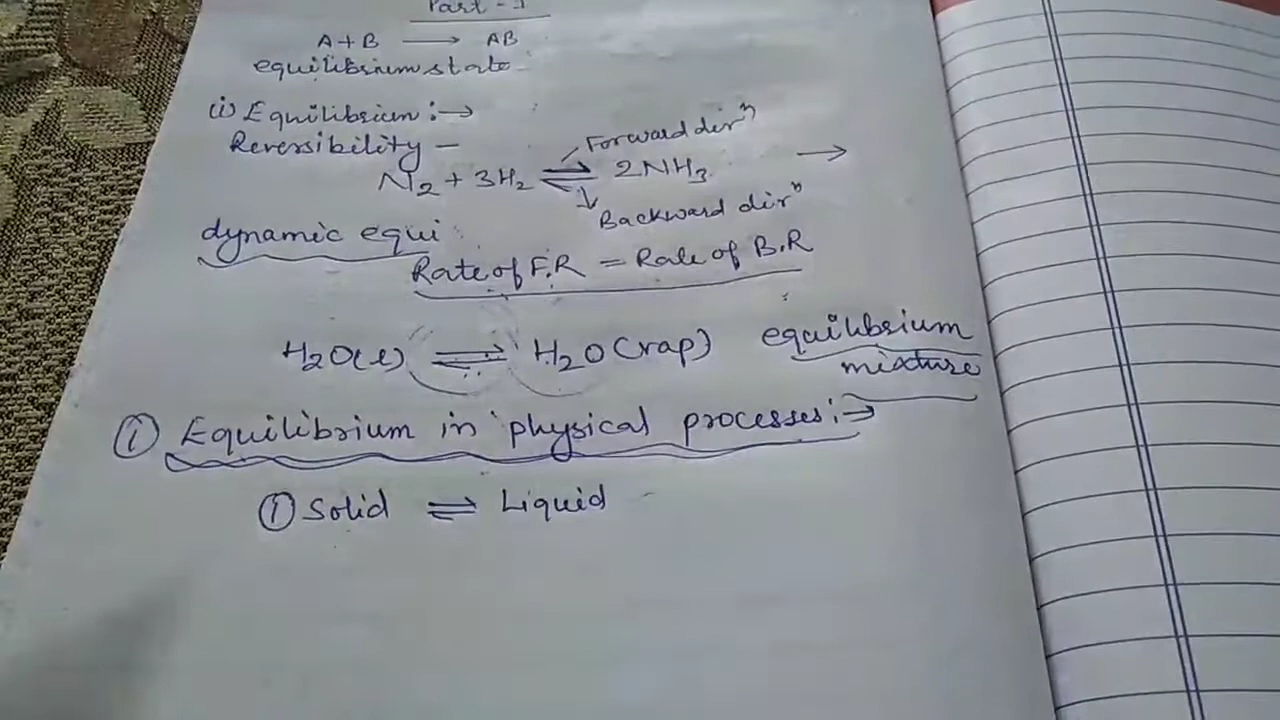 Part - I
A + B ⟶ AB
equilibrium state
(i) Equilibrium :→
Reversibility –
Forward dirⁿ
N₂ + 3H₂ ⇌ 2NH₃ ⟶
Backward dirⁿ
dynamic equi
Rate of F.R = Rate of B.R
H₂O(l) ⇌ H₂O (vap) equilibrium
mixture
① Equilibrium in physical processes :→
① Solid ⇌ Liquid